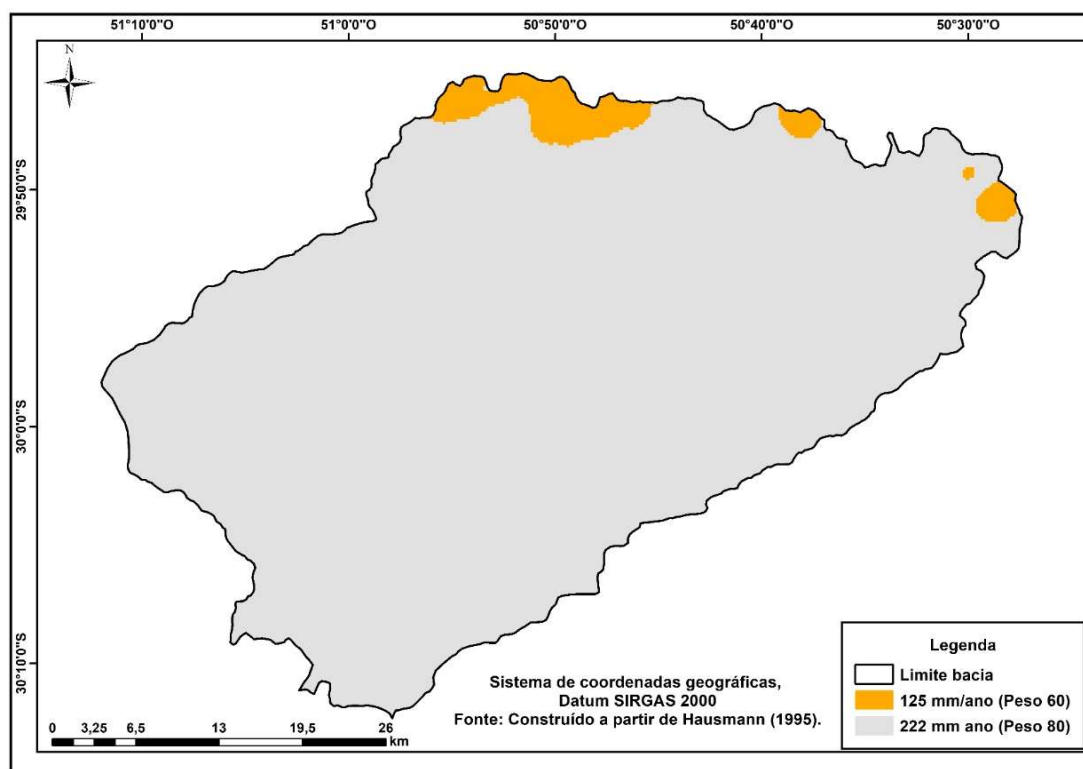 51°10'0"O 51°0'0"O 50°50'0"O 50°40'0"O 50°30'0"O
N
29°50'0"S
30°0'0"S
30°10'0"S
Sistema de coordenadas geográficas,
Datum SIRGAS 2000
Fonte: Construído a partir de Hausmann (1995).
0 3,25 6,5 13 19,5 26
km
Legenda
Limite bacia
125 mm/ano (Peso 60)
222 mm ano (Peso 80)